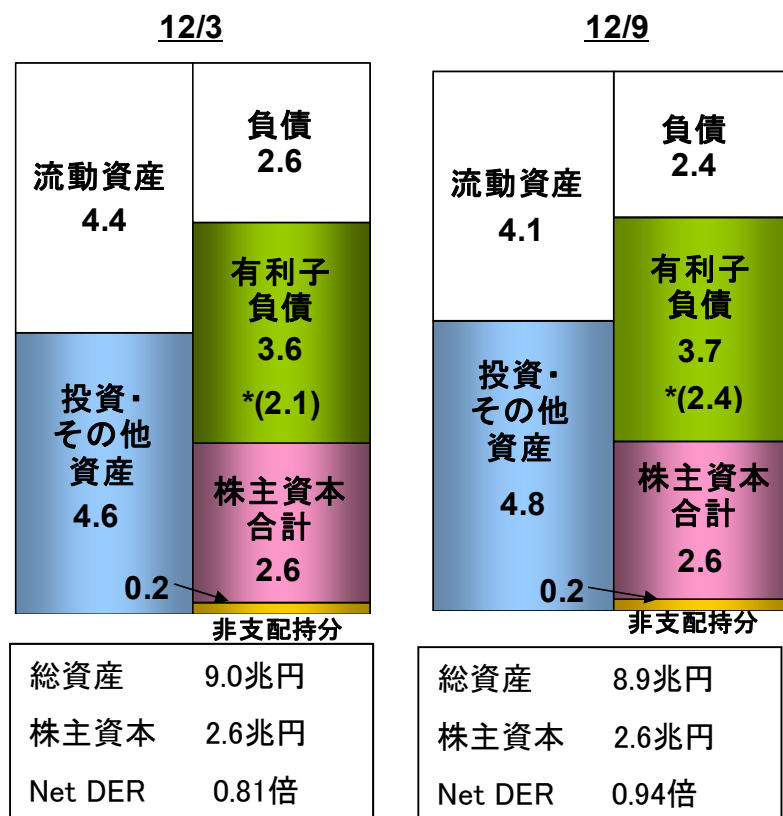 12/3
流動資産
4.4
負債
2.6
有利子
負債
3.6
*(2.1)
投資・
その他
資産
4.6
株主資本
合計
2.6
0.2
非支配持分
総資産 9.0兆円
株主資本 2.6兆円
Net DER 0.81倍
12/9
流動資産
4.1
負債
2.4
有利子
負債
3.7
*(2.4)
投資・
その他
資産
4.8
株主資本
合計
2.6
0.2
非支配持分
総資産 8.9兆円
株主資本 2.6兆円
Net DER 0.94倍